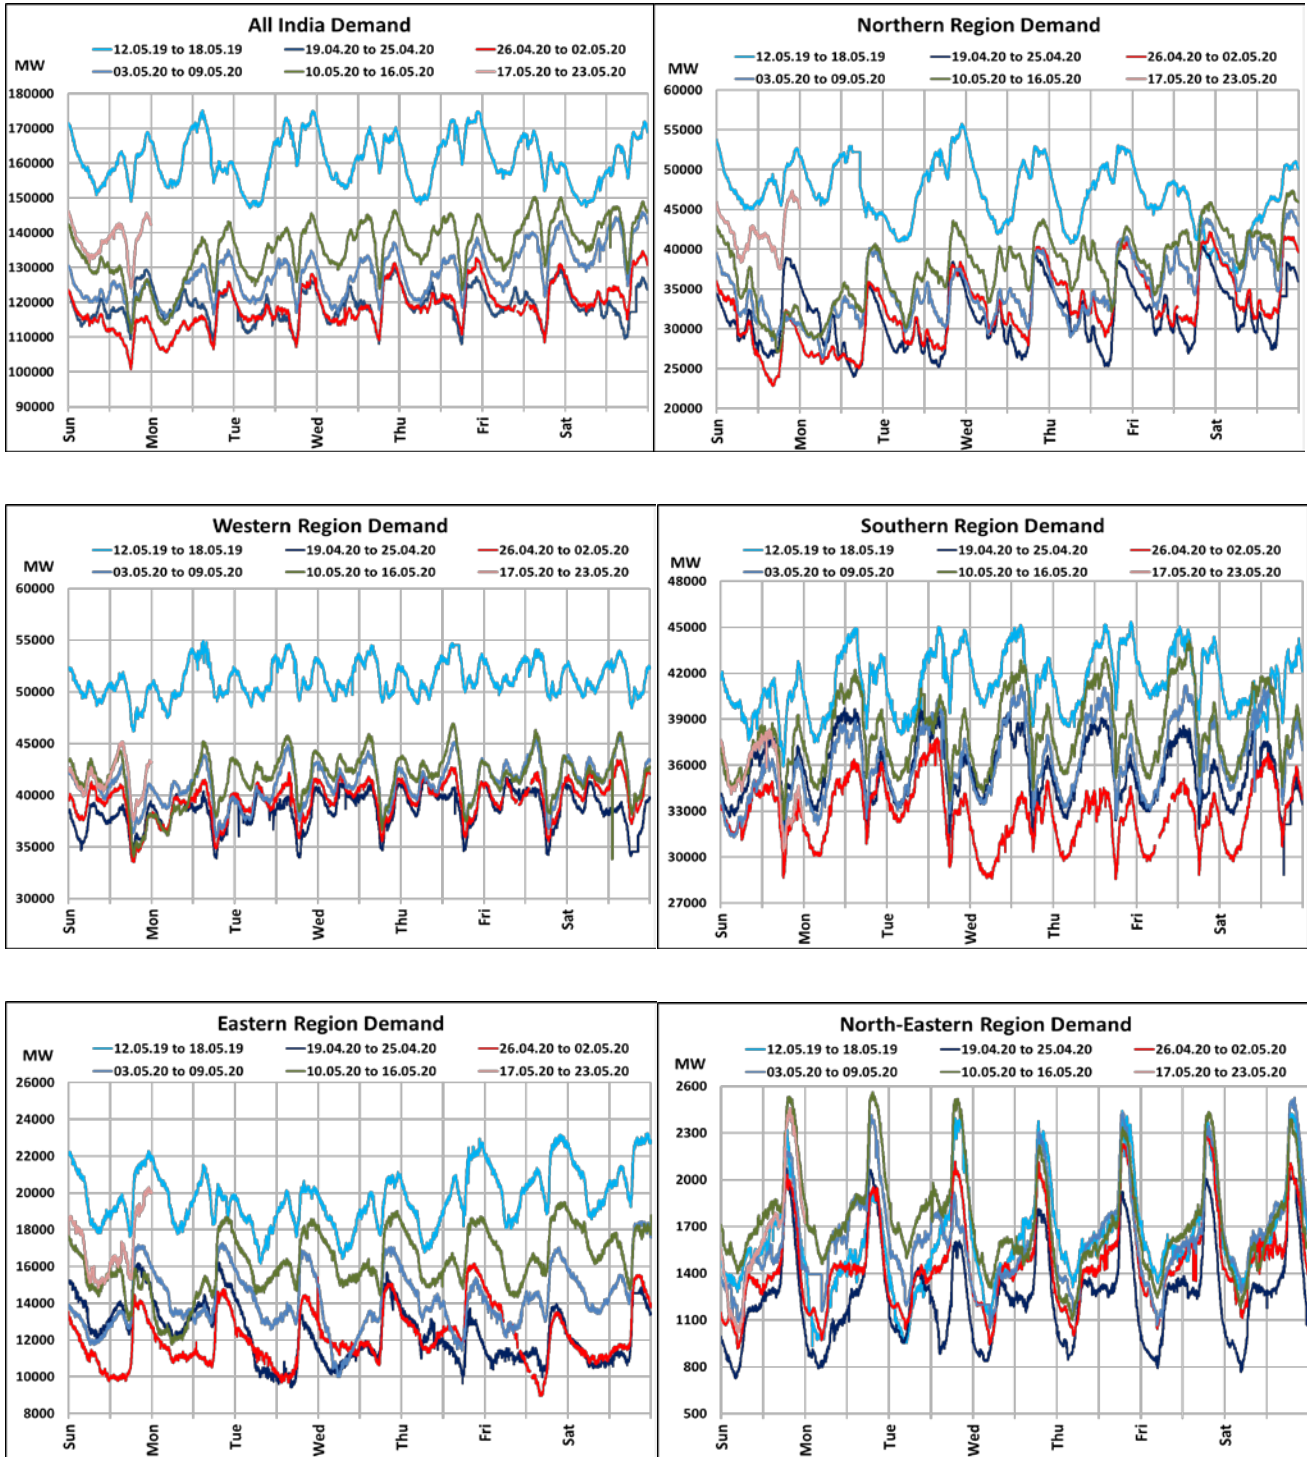 All India Demand
MW
12.05.19 to 18.05.19 19.04.20 to 25.04.20 26.04.20 to 02.05.20
03.05.20 to 09.05.20 10.05.20 to 16.05.20 17.05.20 to 23.05.20
180000
170000
160000
150000
140000
130000
120000
110000
100000
90000
Sun Mon Tue Wed Thu Fri Sat
Northern Region Demand
MW
12.05.19 to 18.05.19 19.04.20 to 25.04.20 26.04.20 to 02.05.20
03.05.20 to 09.05.20 10.05.20 to 16.05.20 17.05.20 to 23.05.20
60000
55000
50000
45000
40000
35000
30000
25000
20000
Sun Mon Tue Wed Thu Fri Sat
Western Region Demand
MW
12.05.19 to 18.05.19 19.04.20 to 25.04.20 26.04.20 to 02.05.20
03.05.20 to 09.05.20 10.05.20 to 16.05.20 17.05.20 to 23.05.20
60000
55000
50000
45000
40000
35000
30000
Sun Mon Tue Wed Thu Fri Sat
Southern Region Demand
MW
12.05.19 to 18.05.19 19.04.20 to 25.04.20 26.04.20 to 02.05.20
03.05.20 to 09.05.20 10.05.20 to 16.05.20 17.05.20 to 23.05.20
48000
45000
42000
39000
36000
33000
30000
27000
Sun Mon Tue Wed Thu Fri Sat
Eastern Region Demand
MW
12.05.19 to 18.05.19 19.04.20 to 25.04.20 26.04.20 to 02.05.20
03.05.20 to 09.05.20 10.05.20 to 16.05.20 17.05.20 to 23.05.20
26000
24000
22000
20000
18000
16000
14000
12000
10000
8000
Sun Mon Tue Wed Thu Fri Sat
North-Eastern Region Demand
MW
12.05.19 to 18.05.19 19.04.20 to 25.04.20 26.04.20 to 02.05.20
03.05.20 to 09.05.20 10.05.20 to 16.05.20 17.05.20 to 23.05.20
2600
2300
2000
1700
1400
1100
800
500
Sun Mon Tue Wed Thu Fri Sat